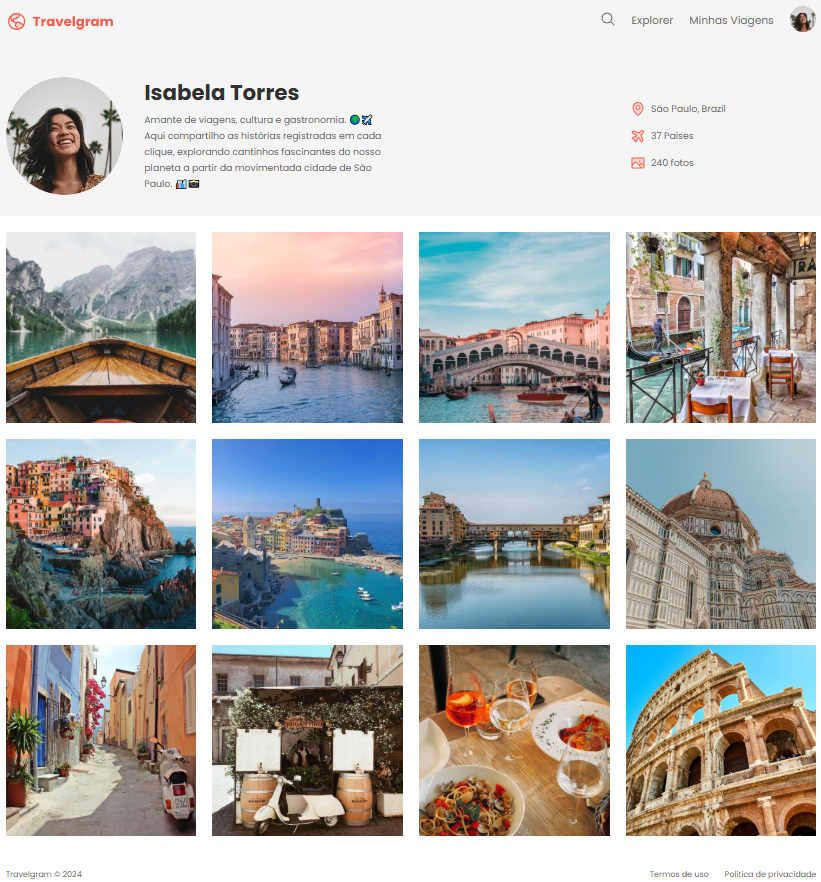 Travelgram
Explorer
Minhas Viagens
Isabela Torres
Amante de viagens, cultura e gastronomia. 🌍✈️
Aqui compartilho as histórias registradas em cada
clique, explorando cantinhos fascinantes do nosso
planeta a partir da movimentada cidade de São
Paulo. 🏙️📸
São Paulo, Brazil
37 Países
240 fotos
TRA
Travelgram © 2024
Termos de uso
Política de privacidade